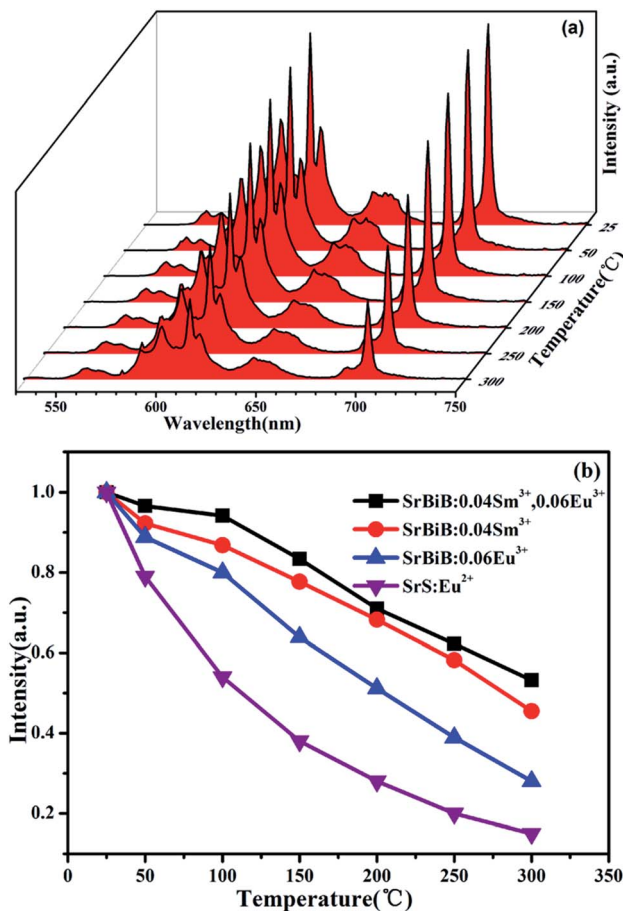 (a)
Intensity (a.u.)
25
50
100
150
200
250
300
Temperature(℃)
550 600 650 700 750
Wavelength(nm)
(b)
1.0
0.8
0.6
0.4
0.2
Intensity(a.u.)
SrBiB:0.04Sm³⁺,0.06Eu³⁺
SrBiB:0.04Sm³⁺
SrBiB:0.06Eu³⁺
SrS:Eu²⁺
0 50 100 150 200 250 300 350
Temperature(℃)